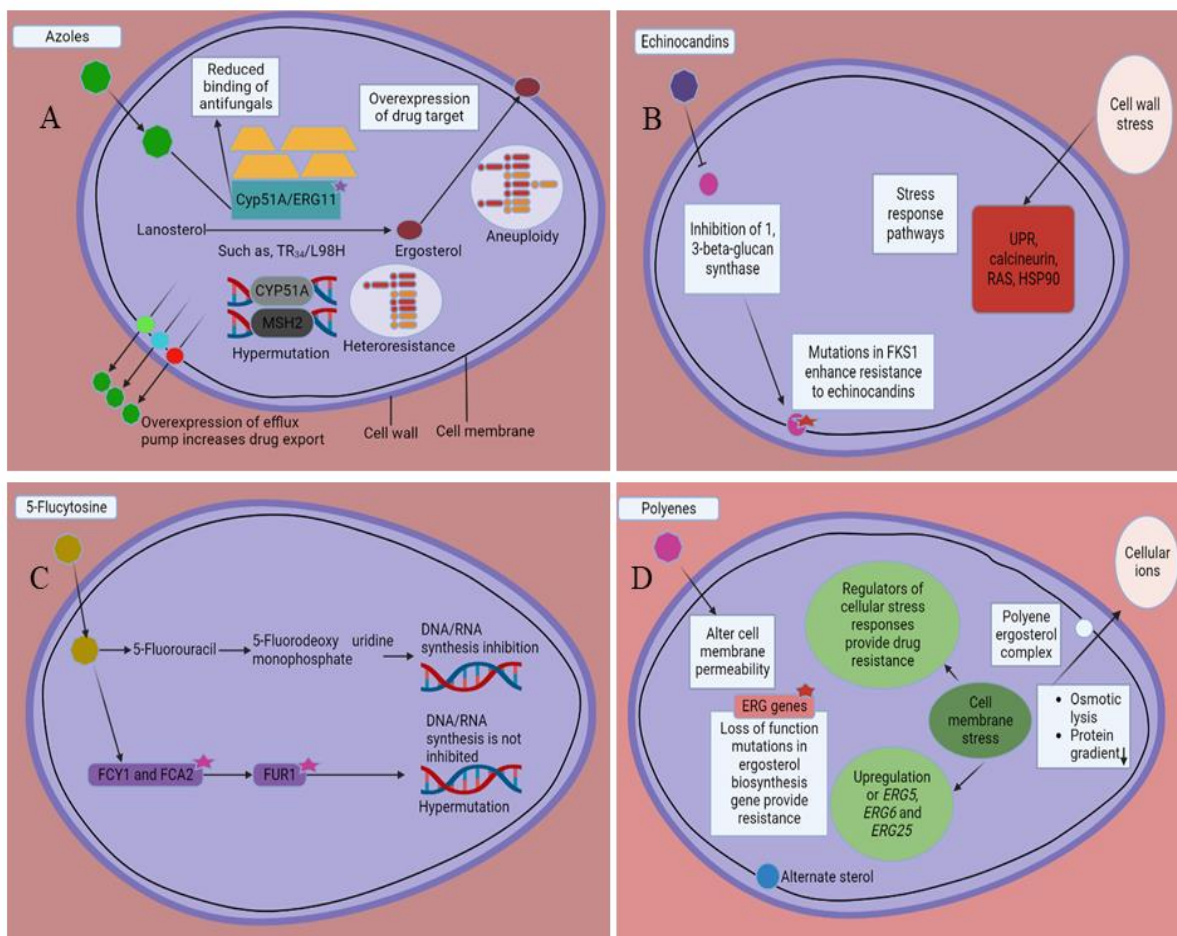 Azoles
A
Reduced
binding of
antifungals
Overexpression
of drug target
Cyp51A/ERG11
Lanosterol
Ergosterol
Such as, TR₃₄/L98H
Aneuploidy
CYP51A
MSH2
Hypermutation
Heteroresistance
Overexpression of efflux
pump increases drug export
Cell wall
Cell membrane
Echinocandins
B
Cell wall
stress
Stress
response
pathways
Inhibition of 1,
3-beta-glucan
synthase
UPR,
calcineurin,
RAS, HSP90
Mutations in FKS1
enhance resistance
to echinocandins
5-Flucytosine
C
5-Fluorouracil
5-Fluorodeoxy uridine
monophosphate
DNA/RNA
synthesis inhibition
DNA/RNA
synthesis is not
inhibited
FCY1 and FCA2
FUR1
Hypermutation
Polyenes
D
Cellular
ions
Regulators of
cellular stress
responses
provide drug
resistance
Polyene
ergosterol
complex
Alter cell
membrane
permeability
ERG genes
Loss of function
mutations in
ergosterol
biosynthesis
gene provide
resistance
Cell
membrane
stress
• Osmotic
lysis
• Protein
gradient
Upregulation
or ERG5,
ERG6 and
ERG25
Alternate sterol